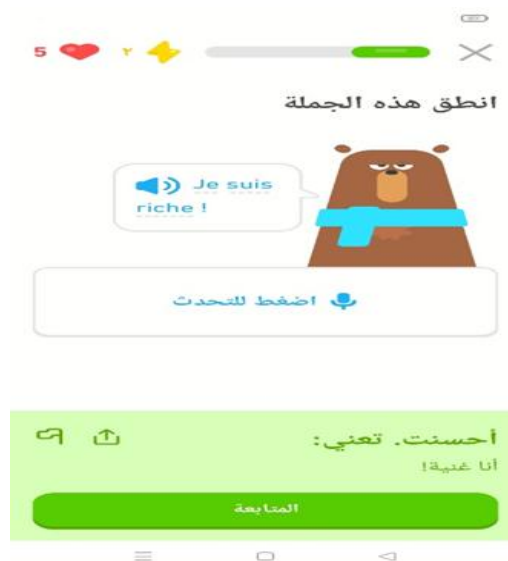 5 ٢
انطق هذه الجملة
Je suis
riche !
اضغط للتحدث
أحسنت. تعني:
أنا غنية!
المتابعة